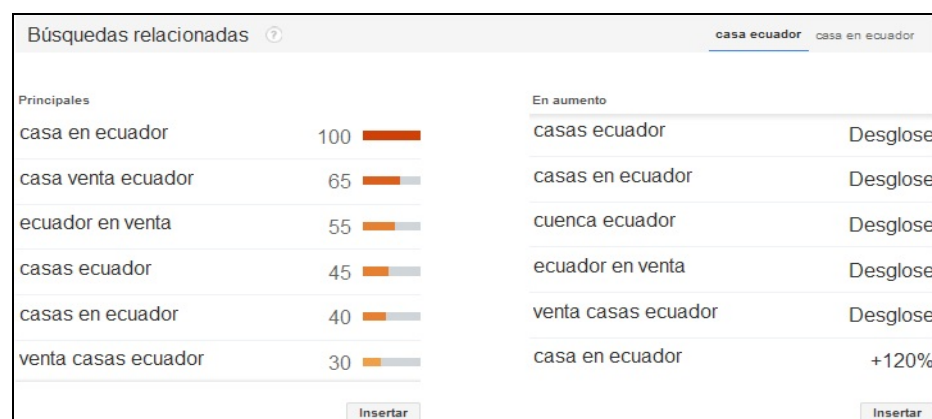 Búsquedas relacionadas ?
casa ecuador casa en ecuador
Principales
casa en ecuador 100
casa venta ecuador 65
ecuador en venta 55
casas ecuador 45
casas en ecuador 40
venta casas ecuador 30
Insertar
En aumento
casas ecuador Desglose
casas en ecuador Desglose
cuenca ecuador Desglose
ecuador en venta Desglose
venta casas ecuador Desglose
casa en ecuador +120%
Insertar